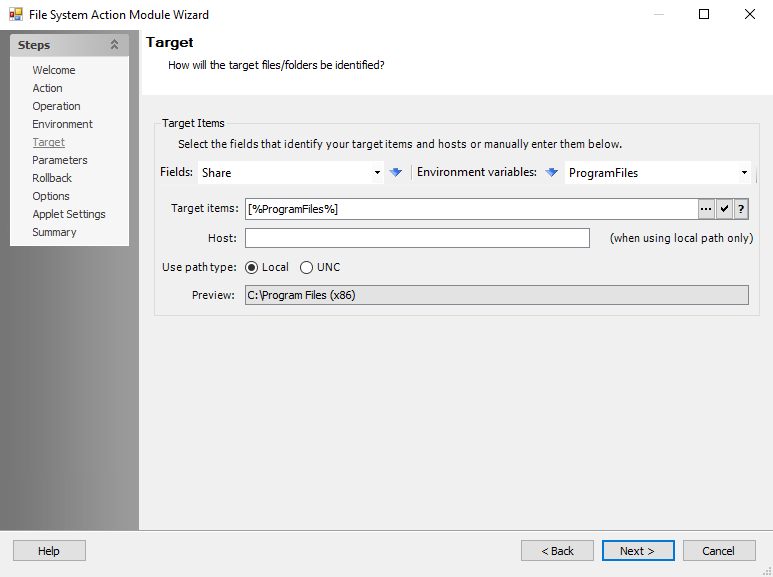 File System Action Module Wizard
Steps
Welcome
Action
Operation
Environment
Target
Parameters
Rollback
Options
Applet Settings
Summary
Target
How will the target files/folders be identified?
Target Items
Select the fields that identify your target items and hosts or manually enter them below.
Fields: Share Environment variables: ProgramFiles
Target items: [%ProgramFiles%] ... ✔ ?
Host: (when using local path only)
Use path type: Local UNC
Preview: C:\Program Files (x86)
Help < Back Next > Cancel